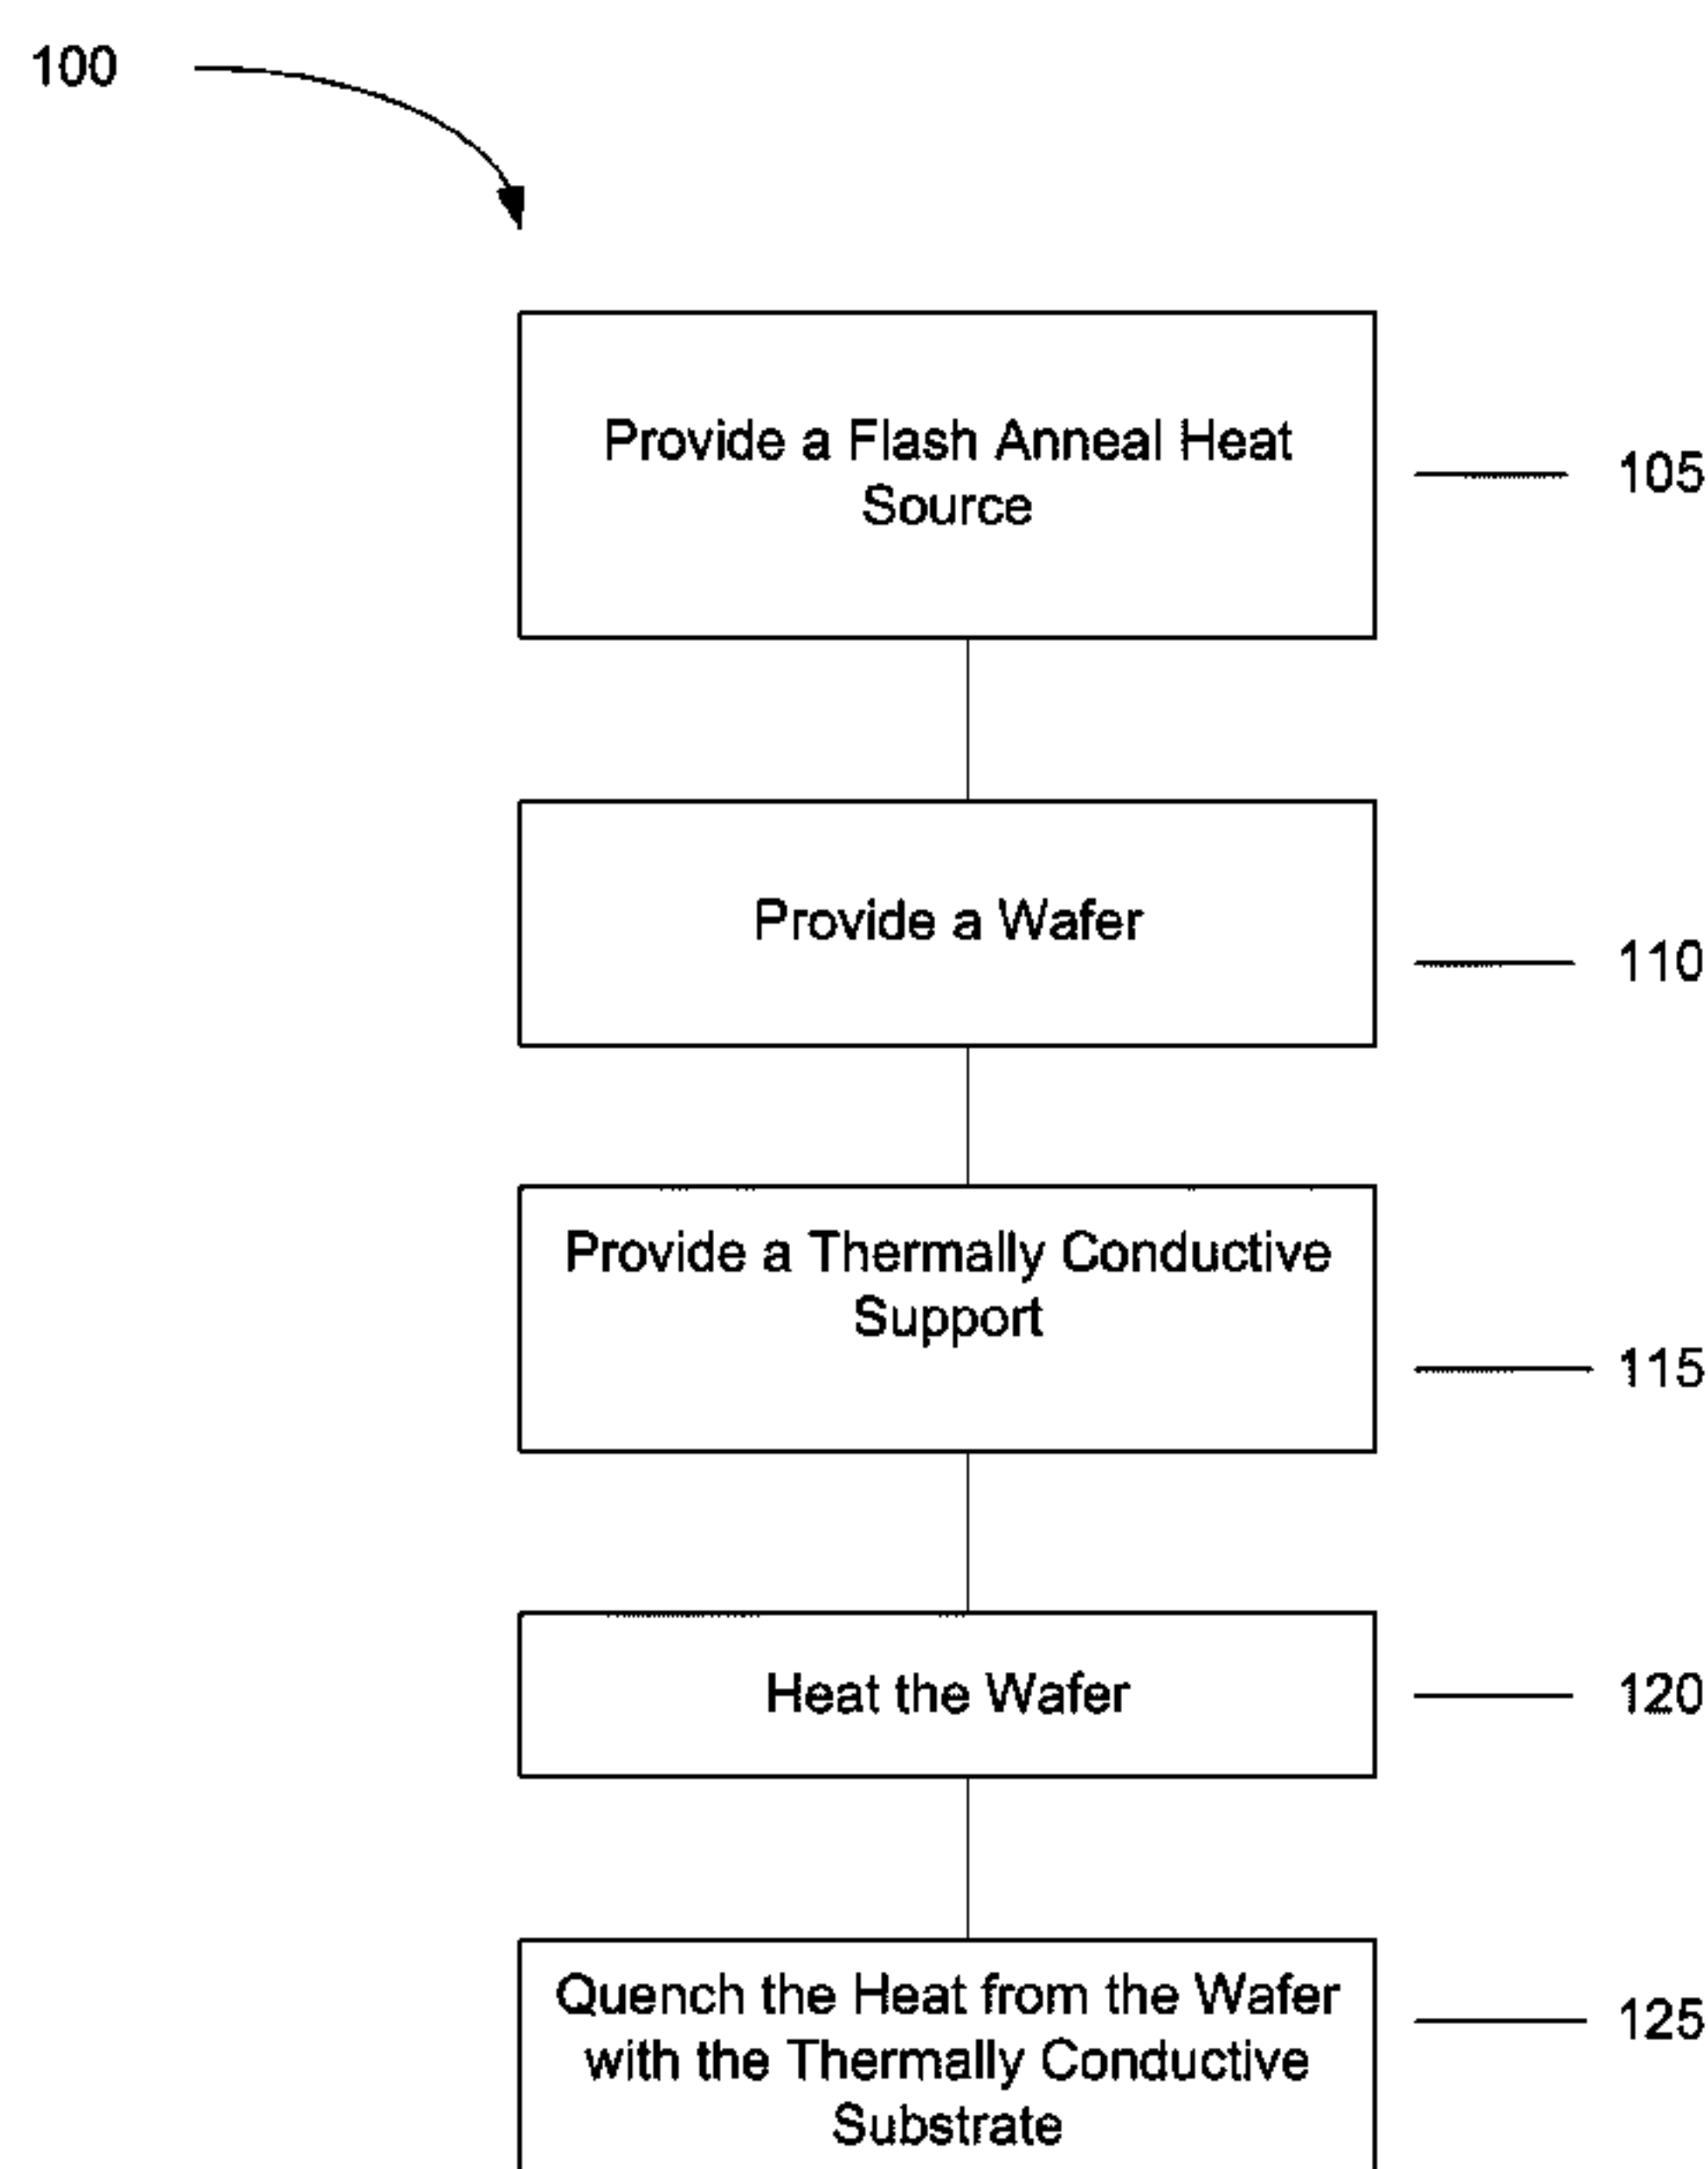 100
Provide a Flash Anneal Heat
Source
105
Provide a Wafer
110
Provide a Thermally Conductive
Support
115
Heat the Wafer
120
Quench the Heat from the Wafer
with the Thermally Conductive
Substrate
125